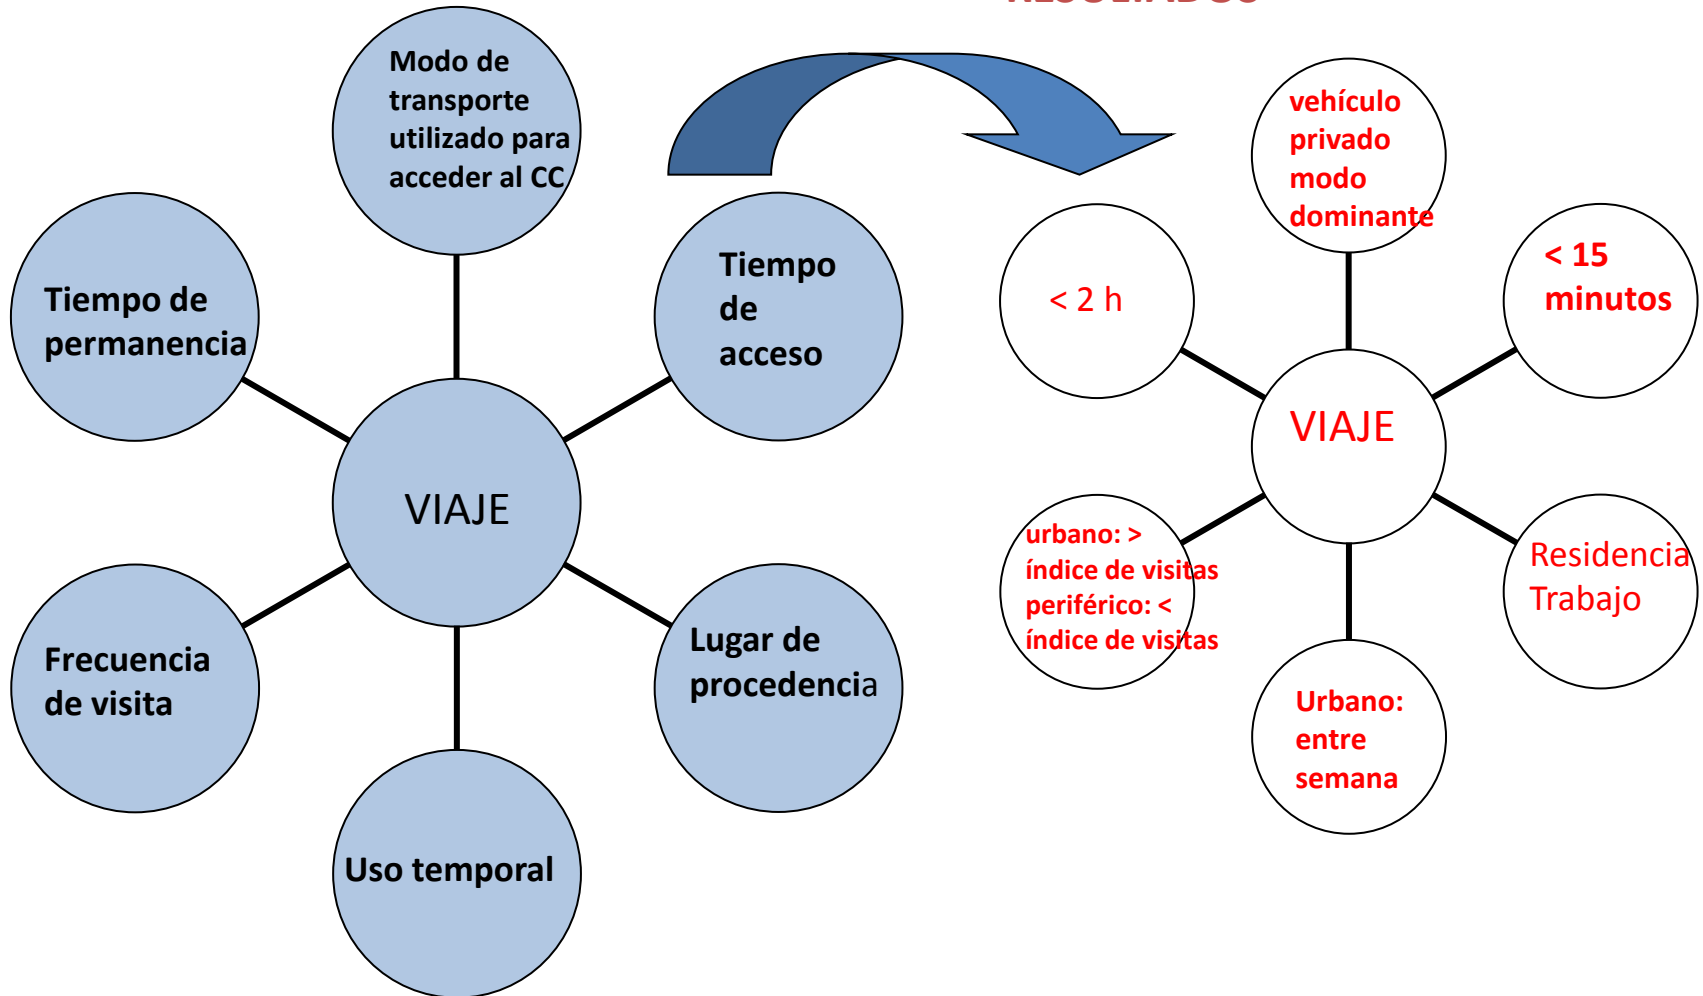 RESULTADOS
Modo de
transporte
utilizado para
acceder al CC
Tiempo
de
acceso
Tiempo de
permanencia
VIAJE
Frecuencia
de visita
Lugar de
procedencia
Uso temporal
vehículo
privado
modo
dominante
< 15
minutos
< 2 h
VIAJE
urbano: >
índice de visitas
periférico: <
índice de visitas
Residencia
Trabajo
Urbano:
entre
semana